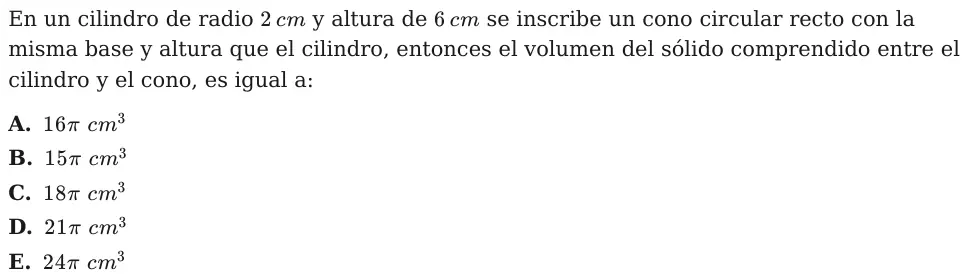 En un cilindro de radio 2 cm y altura de 6 cm se inscribe un cono circular recto con la
misma base y altura que el cilindro, entonces el volumen del sólido comprendido entre el
cilindro y el cono, es igual a:
A. 16π cm³
B. 15π cm³
C. 18π cm³
D. 21π cm³
E. 24π cm³